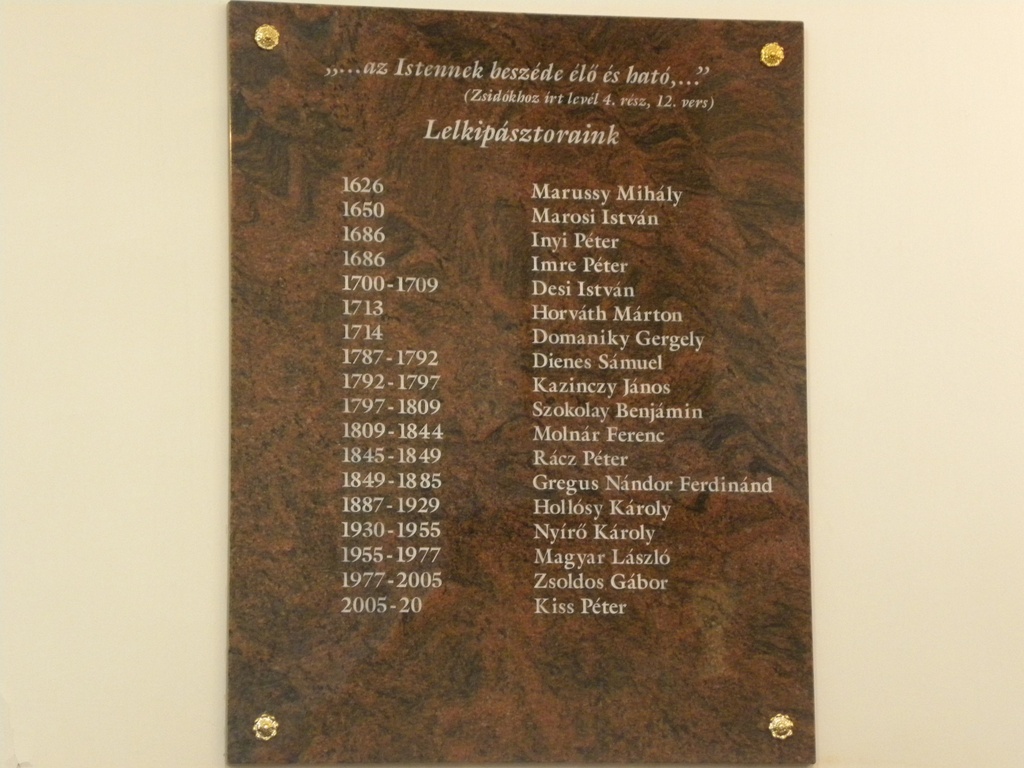 „...az Istennek beszéde élő és ható,...”
(Zsidókhoz írt levél 4. rész, 12. vers)
Lelkipásztoraink
1626 Marussy Mihály
1650 Marosi István
1686 Inyi Péter
1686 Imre Péter
1700-1709 Desi István
1713 Horváth Márton
1714 Domaniky Gergely
1787-1792 Dienes Sámuel
1792-1797 Kazinczy János
1797-1809 Szokolay Benjámin
1809-1844 Molnár Ferenc
1845-1849 Rácz Péter
1849-1885 Gregus Nándor Ferdinánd
1887-1929 Hollósy Károly
1930-1955 Nyírő Károly
1955-1977 Magyar László
1977-2005 Zsoldos Gábor
2005-20 Kiss Péter